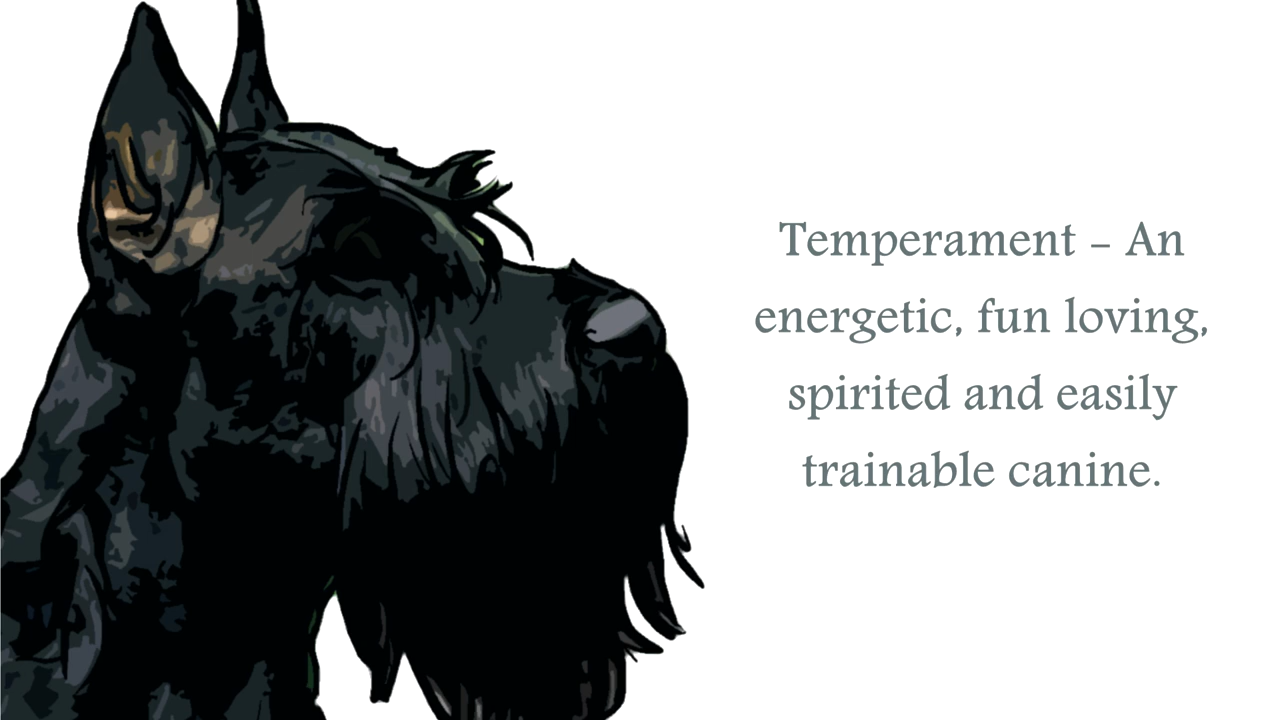 Temperament – An
energetic, fun loving,
spirited and easily
trainable canine.